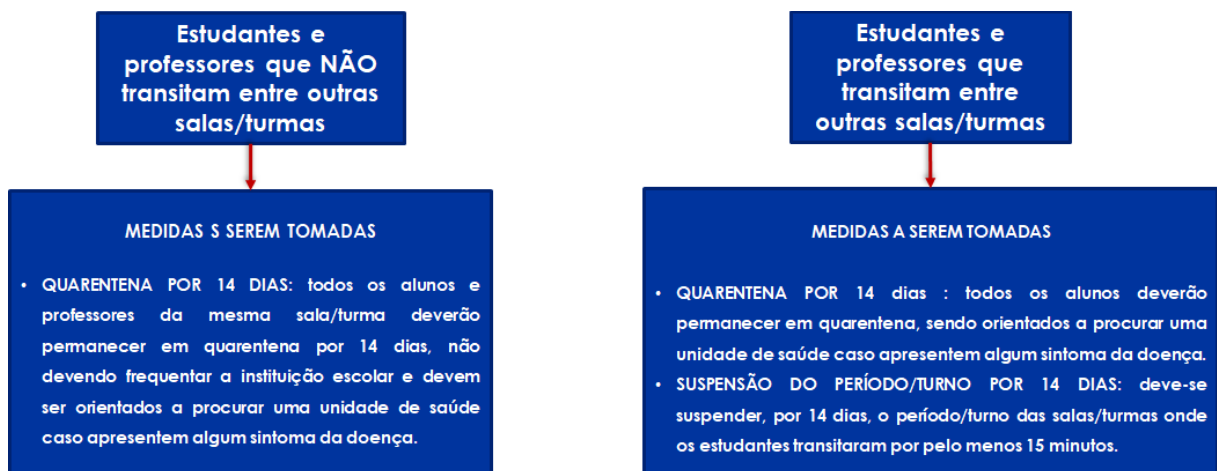 Estudantes e
professores que NÃO
transitam entre outras
salas/turmas
MEDIDAS S SEREM TOMADAS
• QUARENTENA POR 14 DIAS: todos os alunos e
professores da mesma sala/turma deverão
permanecer em quarentena por 14 dias, não
devendo frequentar a instituição escolar e devem
ser orientados a procurar uma unidade de saúde
caso apresentem algum sintoma da doença.
Estudantes e
professores que
transitam entre
outras salas/turmas
MEDIDAS A SEREM TOMADAS
• QUARENTENA POR 14 dias : todos os alunos deverão
permanecer em quarentena, sendo orientados a procurar uma
unidade de saúde caso apresentem algum sintoma da doença.
• SUSPENSÃO DO PERÍODO/TURNO POR 14 DIAS: deve-se
suspender, por 14 dias, o período/turno das salas/turmas onde
os estudantes transitaram por pelo menos 15 minutos.